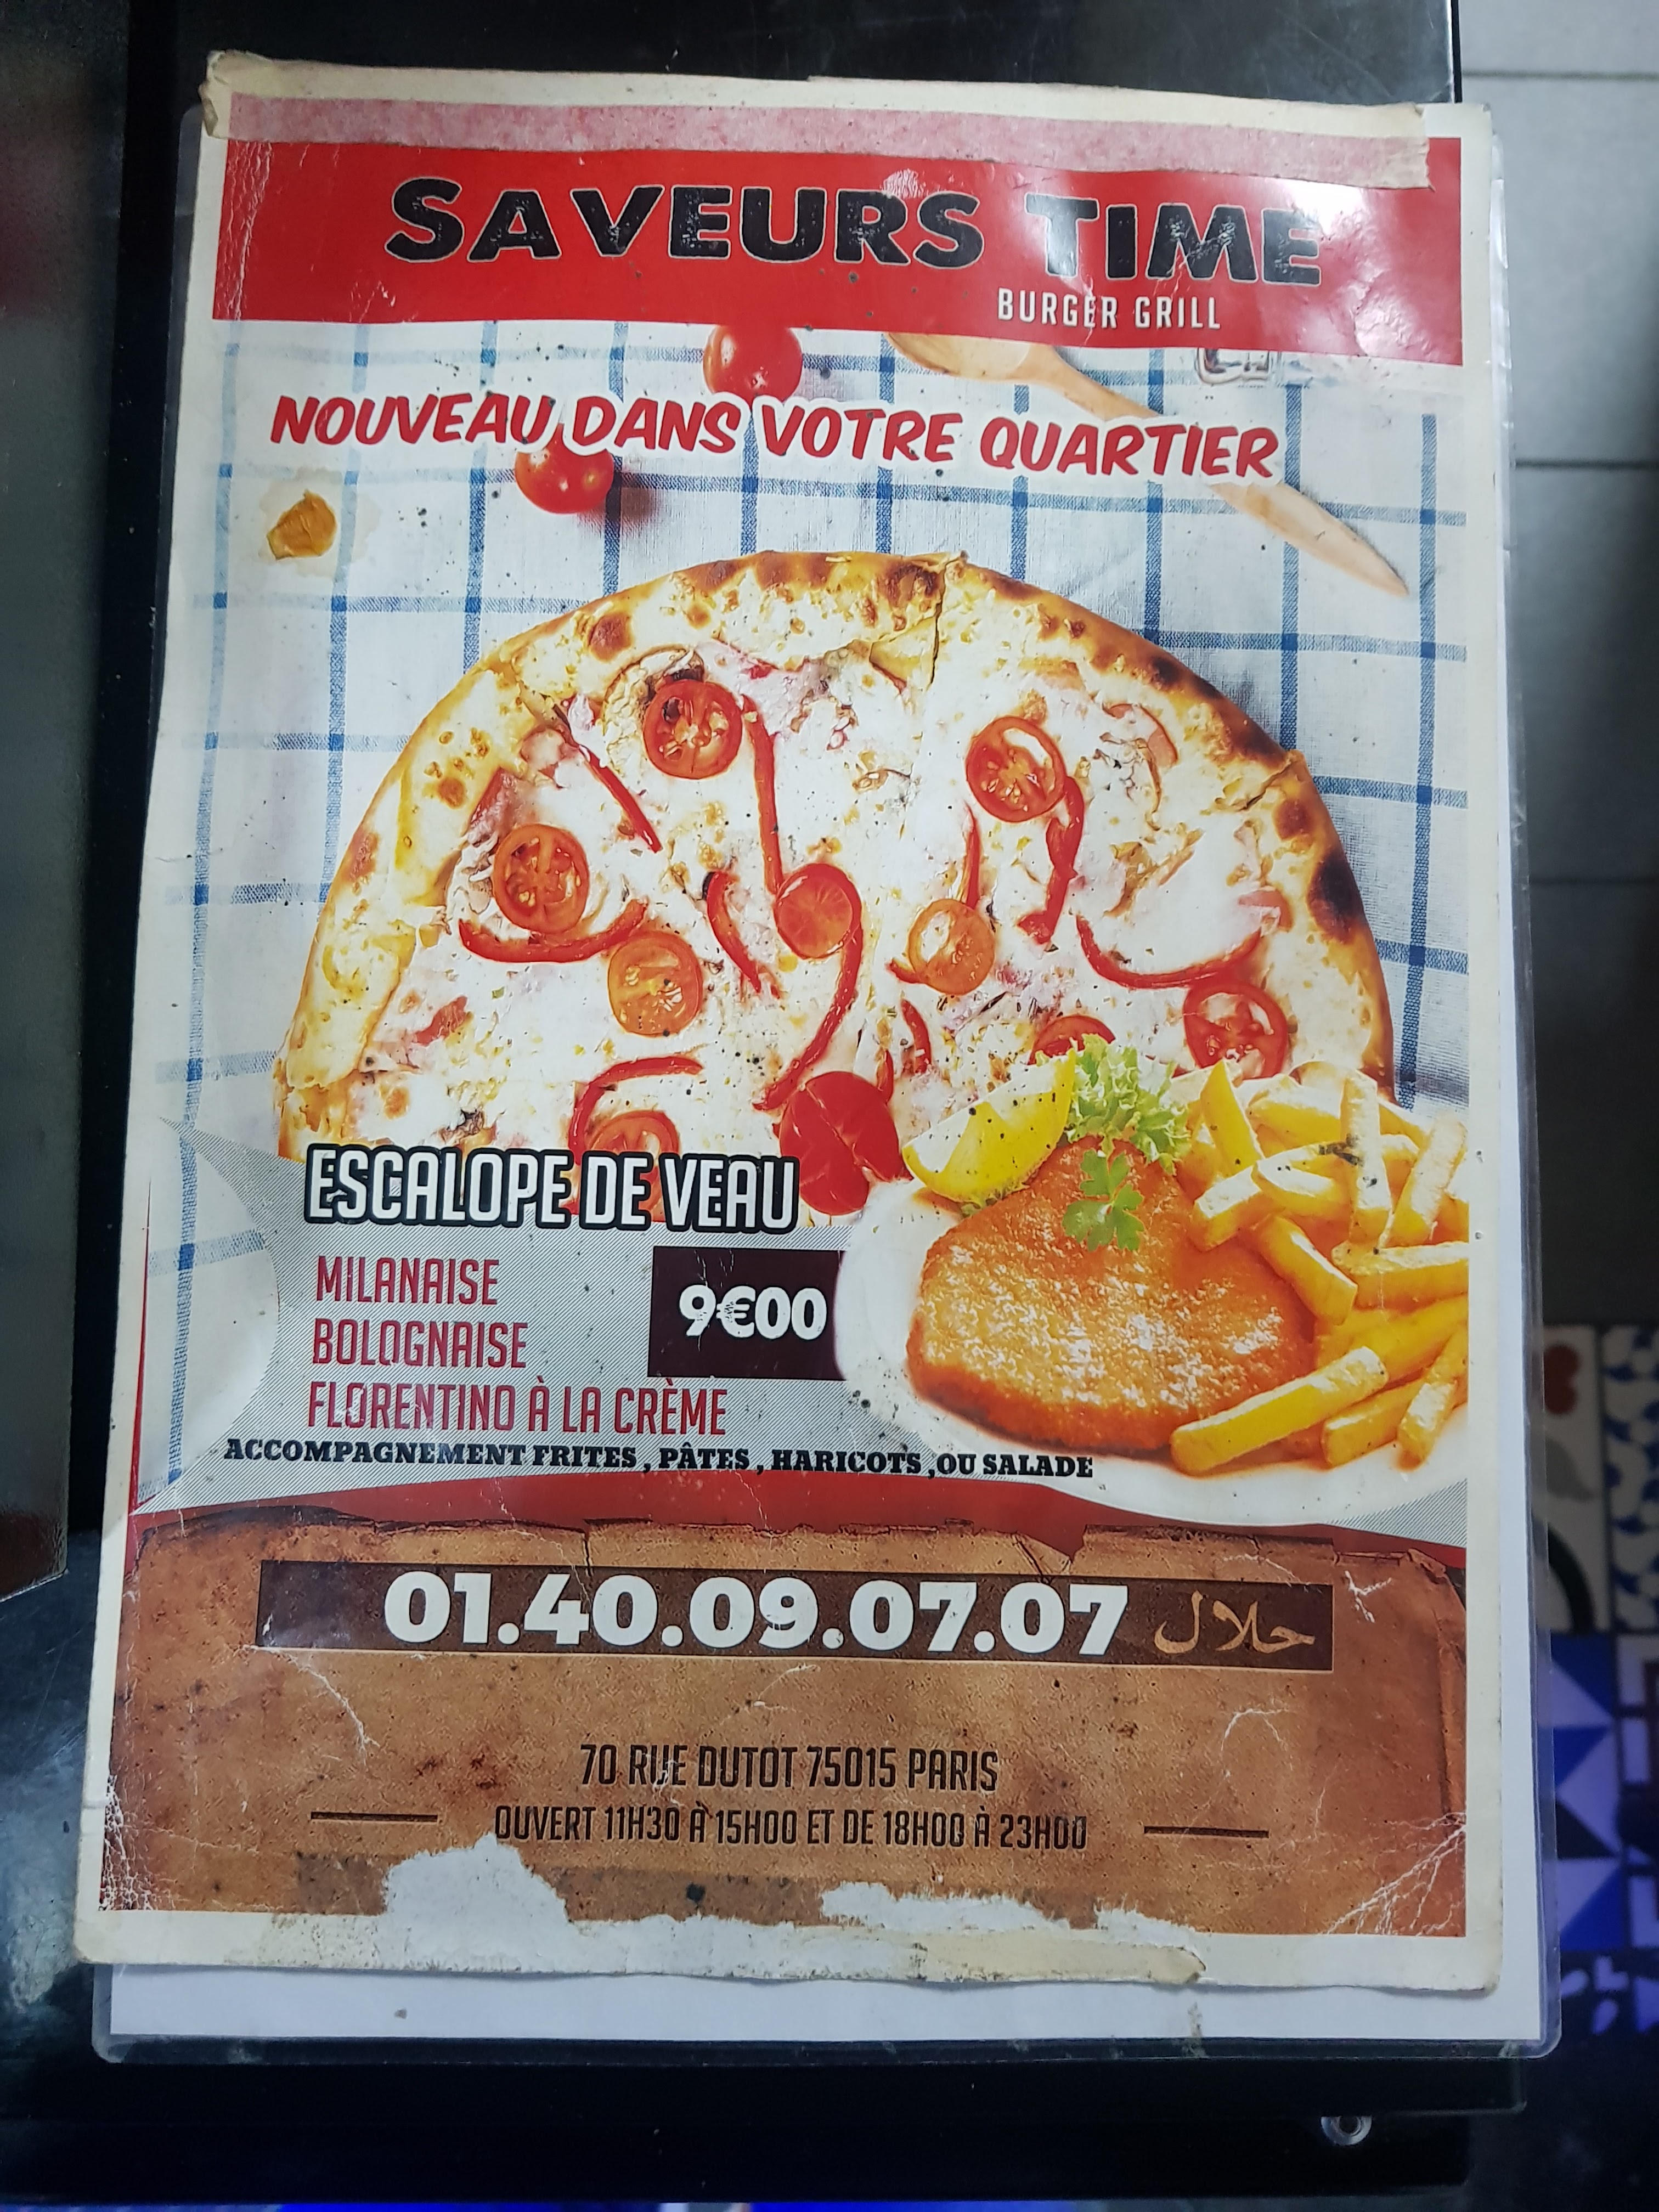 SAVEURS TIME
BURGER GRILL
NOUVEAU DANS VOTRE QUARTIER
ESCALOPE DE VEAU
MILANAISE
BOLOGNAISE
9€00
FLORENTINO À LA CRÈME
ACCOMPAGNEMENT FRITES , PÂTES , HARICOTS ,OU SALADE
01.40.09.07.07 حلال
70 RUE DUTOT 75015 PARIS
OUVERT 11H30 À 15H00 ET DE 18H00 À 23H00